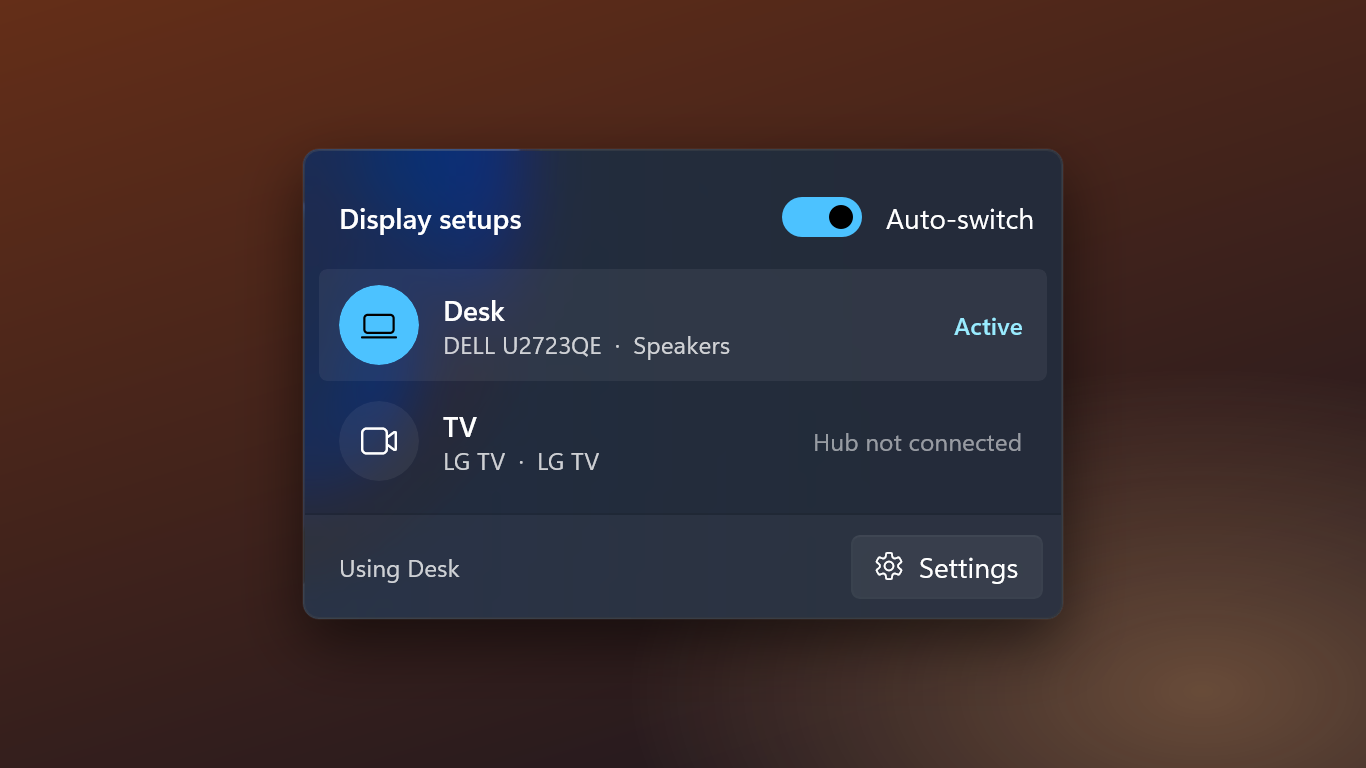 Display setups
Auto-switch
Desk
DELL U2723QE · Speakers
Active
TV
LG TV · LG TV
Hub not connected
Using Desk
Settings